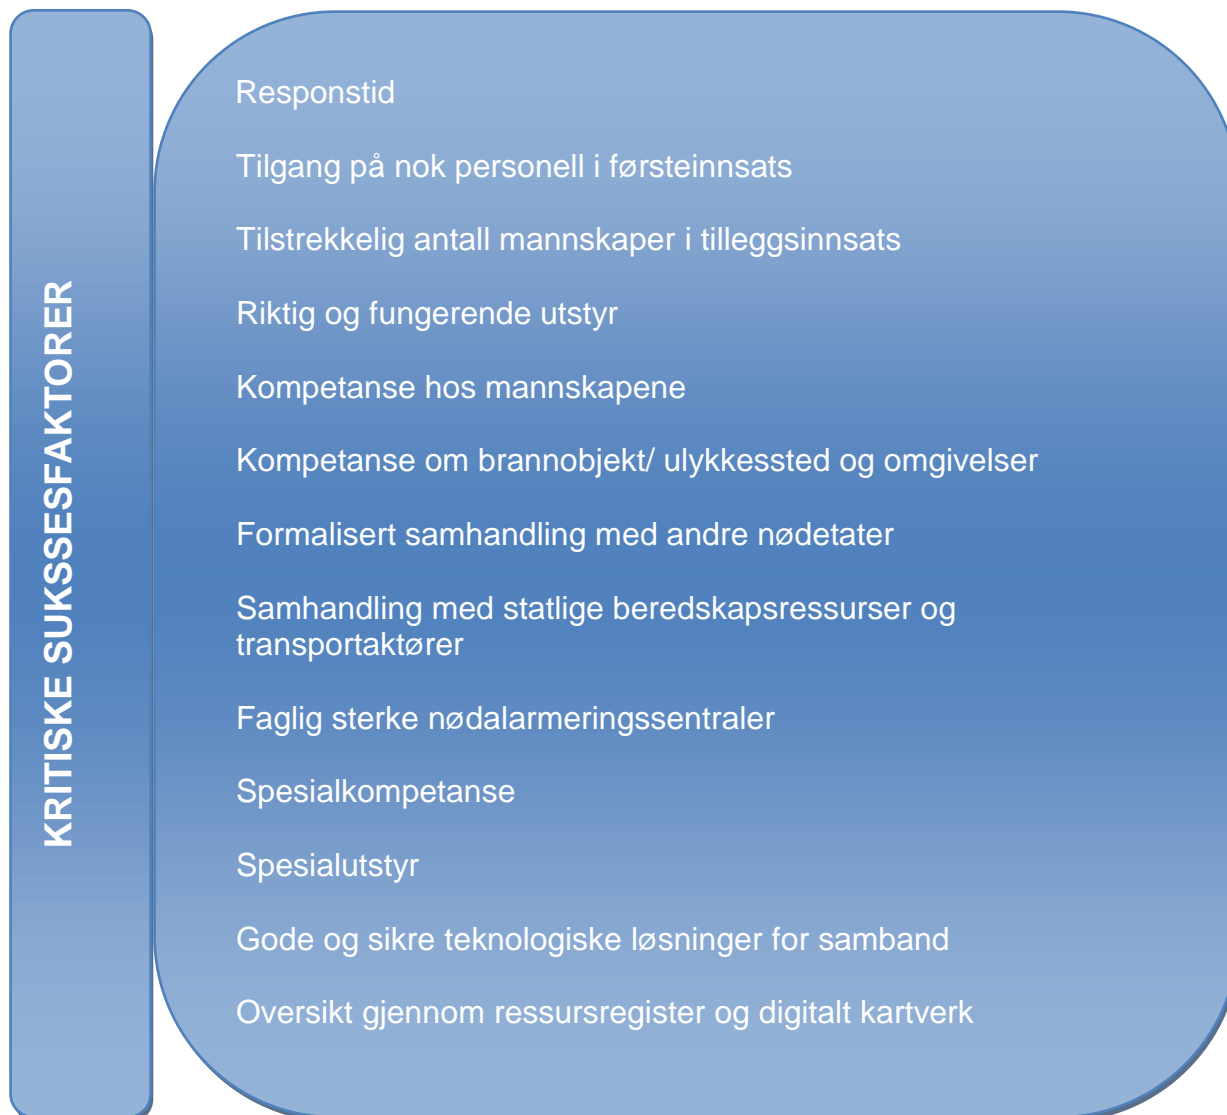 KRITISKE SUKSSESFAKTORER
Responstid
Tilgang på nok personell i førsteinnsats
Tilstrekkelig antall mannskaper i tilleggsinnsats
Riktig og fungerende utstyr
Kompetanse hos mannskapene
Kompetanse om brannobjekt/ ulykkessted og omgivelser
Formalisert samhandling med andre nødetater
Samhandling med statlige beredskapsressurser og
transportaktører
Faglig sterke nødalarmeringssentraler
Spesialkompetanse
Spesialutstyr
Gode og sikre teknologiske løsninger for samband
Oversikt gjennom ressursregister og digitalt kartverk